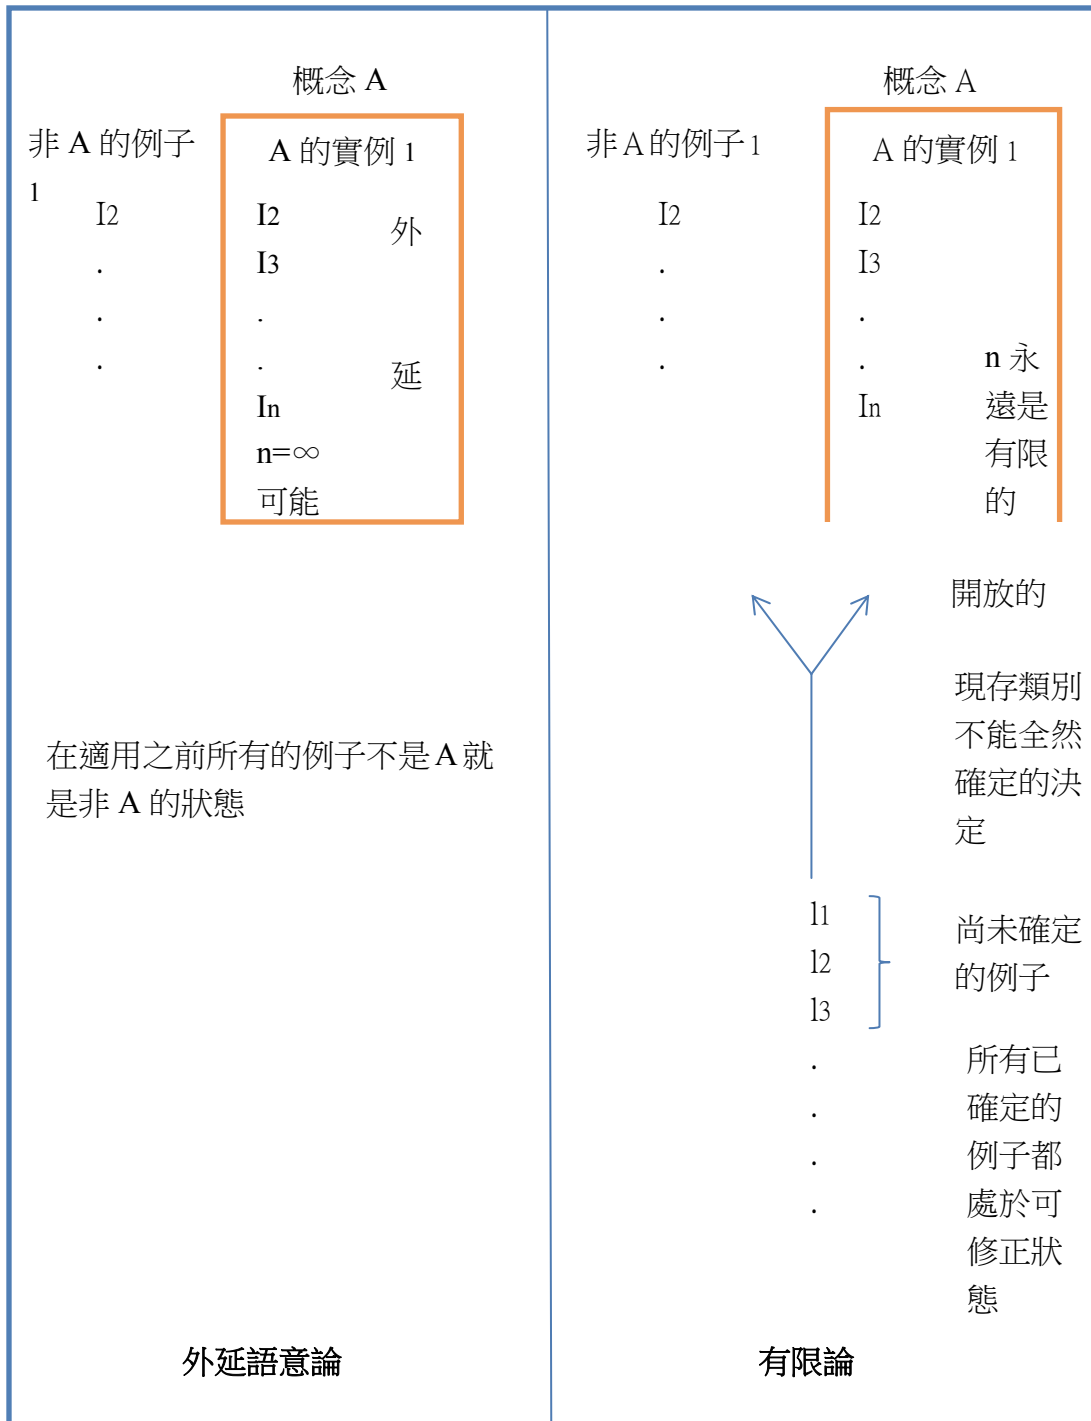 概念 A
非 A 的例子
1
A 的實例 1
I2
I2
外
.
I3
.
.
.
.
延
In
n=∞
可能
在適用之前所有的例子不是 A 就
是非 A 的狀態
外延語意論
概念 A
非 A 的例子 1
A 的實例 1
I2
I2
.
I3
.
.
.
.
n 永
In
遠是
有限
的
開放的
現存類別
不能全然
確定的決
定
l1
l2
l3
尚未確定
的例子
.
.
.
.
所有已
確定的
例子都
處於可
修正狀
態
有限論